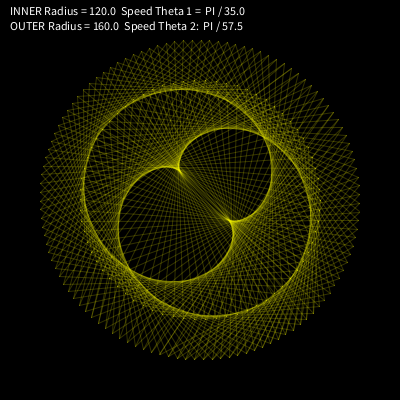 INNER Radius = 120.0  Speed Theta 1 =  PI / 35.0
OUTER Radius = 160.0  Speed Theta 2:  PI / 57.5